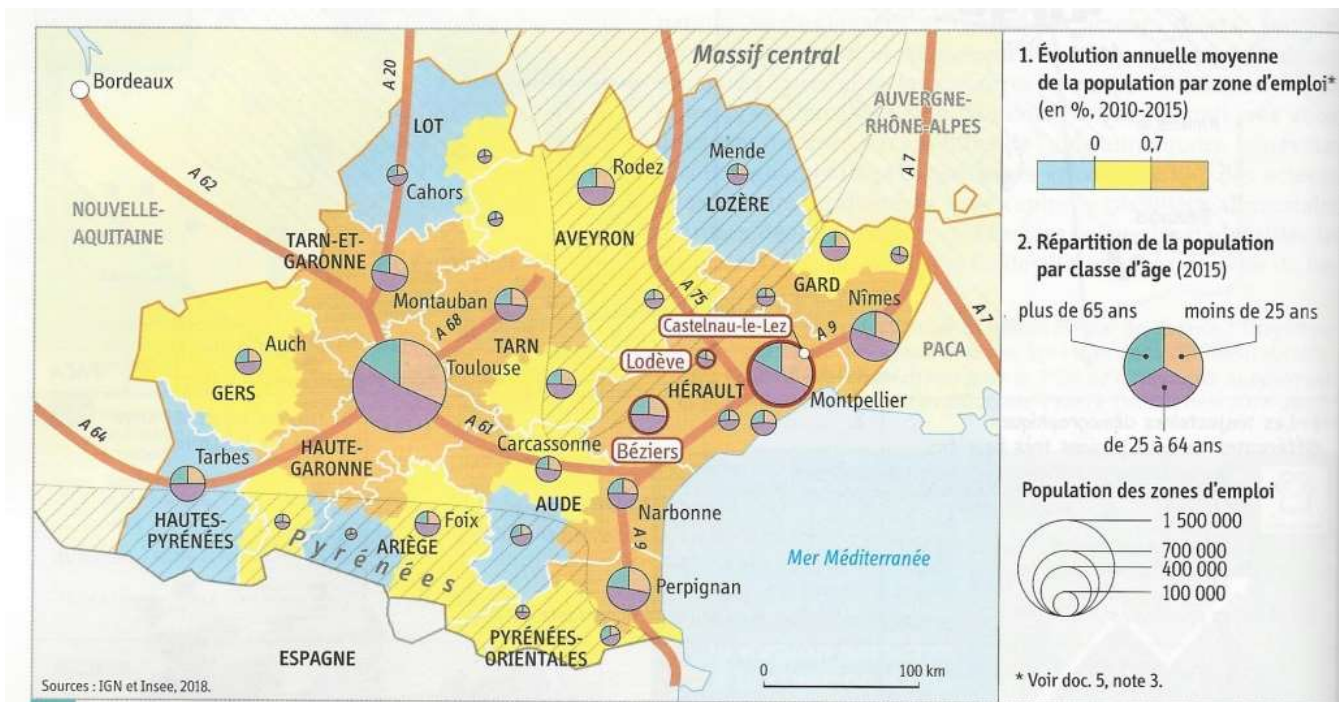 Massif central
Bordeaux
A 20
LOT
AUVERGNE-
RHÔNE-ALPES
A 62
Cahors
Rodez
Mende
LOZÈRE
A 7
NOUVELLE-
AQUITAINE
TARN-ET-
GARONNE
AVEYRON
GARD
Montauban
A 68
A 75
Nîmes
A 9
A 7
Castelnau-le-Lez
Auch
Toulouse
TARN
Lodève
PACA
GERS
HÉRAULT
Montpellier
A 64
A 61
Carcassonne
Béziers
Tarbes
HAUTE-
GARONNE
AUDE
Narbonne
HAUTES-
PYRÉNÉES
Foix
ARIÈGE
Pyrénées
A 9
Mer Méditerranée
Perpignan
PYRÉNÉES-
ORIENTALES
ESPAGNE
0 100 km
Sources : IGN et Insee, 2018.
1. Évolution annuelle moyenne
de la population par zone d'emploi*
(en %, 2010-2015)
0 0,7
2. Répartition de la population
par classe d'âge (2015)
plus de 65 ans moins de 25 ans
de 25 à 64 ans
Population des zones d'emploi
1 500 000
700 000
400 000
100 000
* Voir doc. 5, note 3.